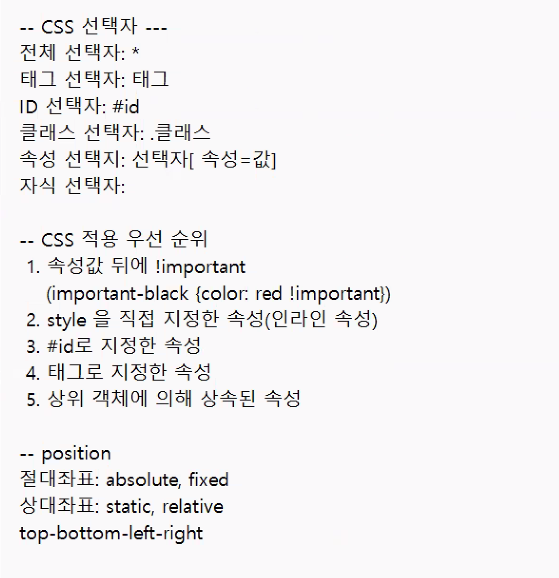 -- CSS 선택자 ---
전체 선택자: *
태그 선택자: 태그
ID 선택자: #id
클래스 선택자: .클래스
속성 선택지: 선택자[ 속성=값]
자식 선택자:
-- CSS 적용 우선 순위
1. 속성값 뒤에 !important
(important-black {color: red !important})
2. style 을 직접 지정한 속성(인라인 속성)
3. #id로 지정한 속성
4. 태그로 지정한 속성
5. 상위 객체에 의해 상속된 속성
-- position
절대좌표: absolute, fixed
상대좌표: static, relative
top-bottom-left-right